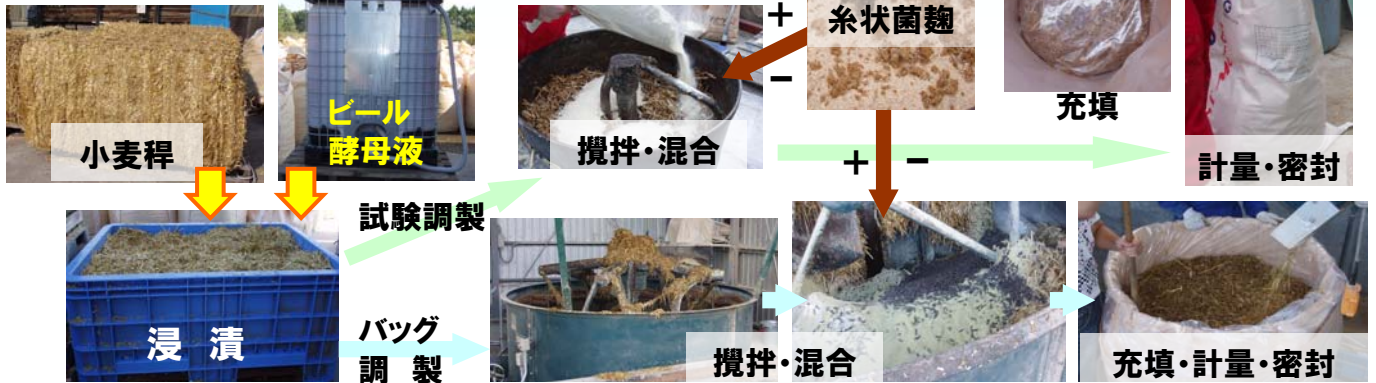 小麦稈
ビール
酵母液
攪拌・混合
+
−
糸状菌麹
充填
計量・密封
+ −
試験調製
浸 漬
バッグ
調 製
攪拌・混合
充填・計量・密封